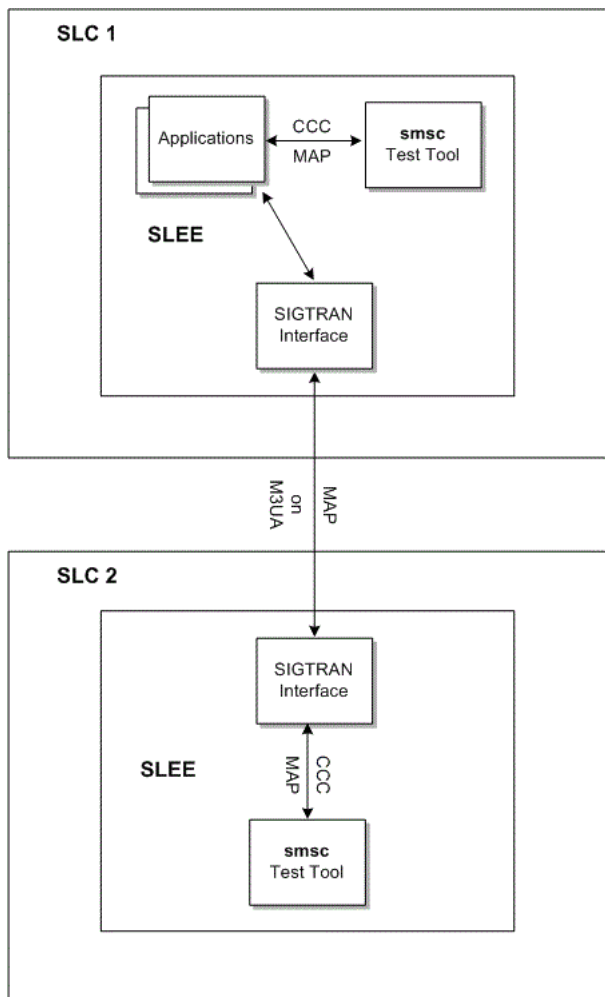 SLC 1
Applications
CCC
MAP
smsc
Test Tool
SLEE
SIGTRAN
Interface
MAP
on
M3UA
SLC 2
SIGTRAN
Interface
SLEE
CCC
MAP
smsc
Test Tool